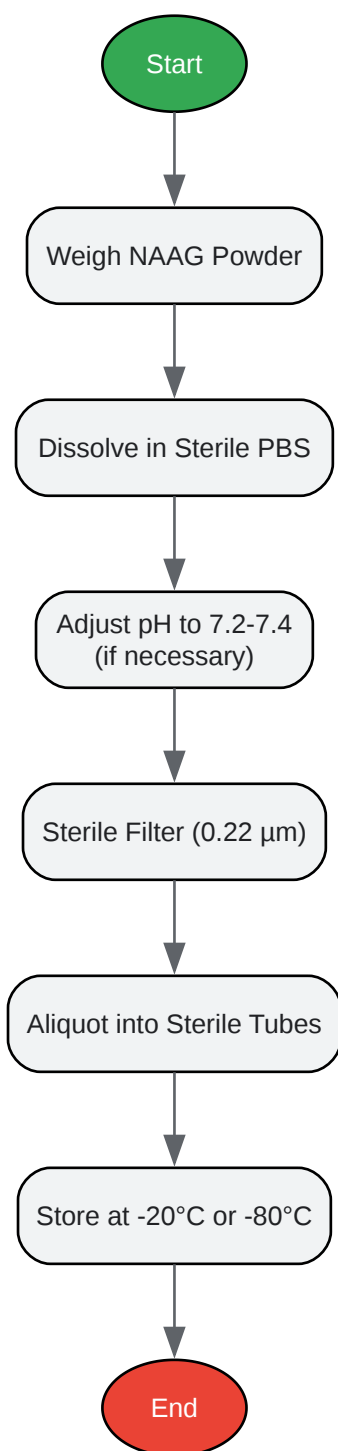 Start
Weigh NAAG Powder
Dissolve in Sterile PBS
Adjust pH to 7.2-7.4
(if necessary)
Sterile Filter (0.22 µm)
Aliquot into Sterile Tubes
Store at -20°C or -80°C
End